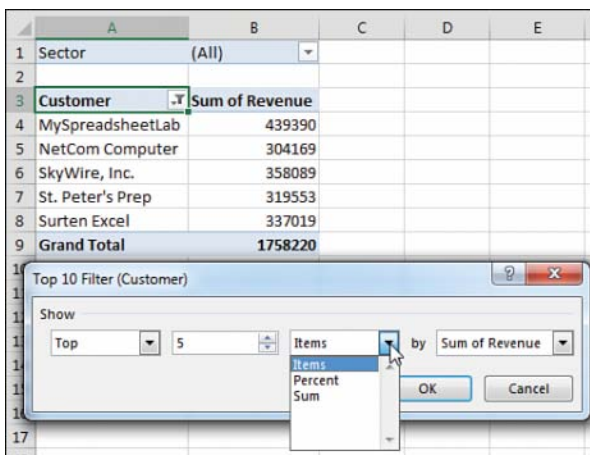 A B C D E
1 Sector (All)
2
3 Customer Sum of Revenue
4 MySpreadsheetLab 439390
5 NetCom Computer 304169
6 SkyWire, Inc. 358089
7 St. Peter's Prep 319553
8 Surten Excel 337019
9 Grand Total 1758220
Top 10 Filter (Customer)
Show
Top 5 Items by Sum of Revenue
Items
Percent
Sum
OK Cancel
17